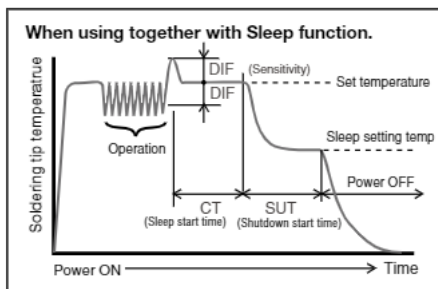 When using together with Sleep function.
DIF
(Sensitivity)
DIF
Set temperature
Operation
Sleep setting temp
Power OFF
CT
(Sleep start time)
SUT
(Shutdown start time)
Soldering tip temperatrue
Power ON
Time